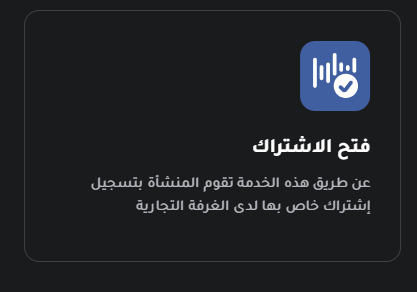 فتح الاشتراك
عن طريق هذه الخدمة تقوم المنشأة بتسجيل
إشتراك خاص بها لدى الغرفة التجارية